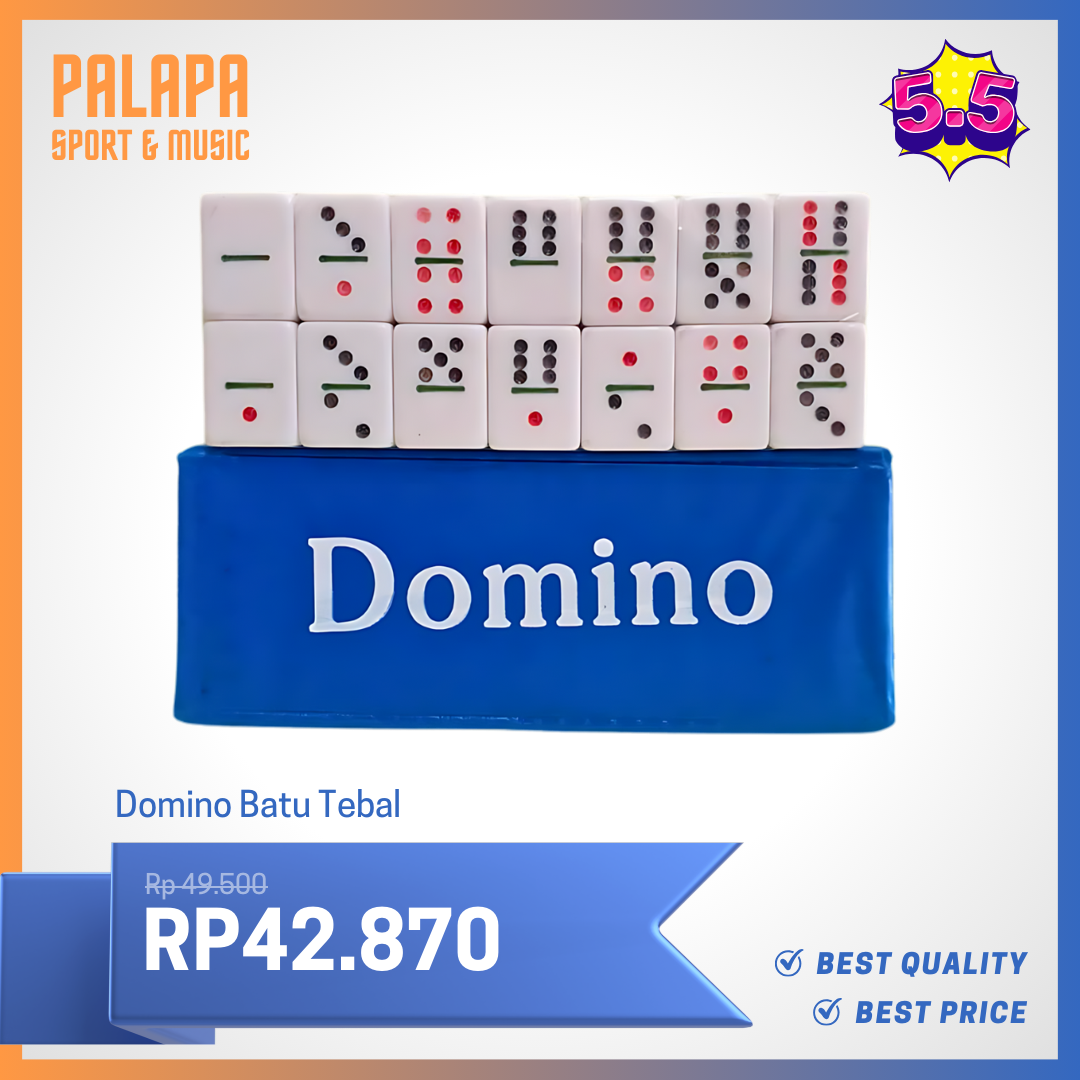 PALAPA
SPORT & MUSIC
5.5
Domino
Domino Batu Tebal
Rp 49.500
RP42.870
BEST QUALITY
BEST PRICE